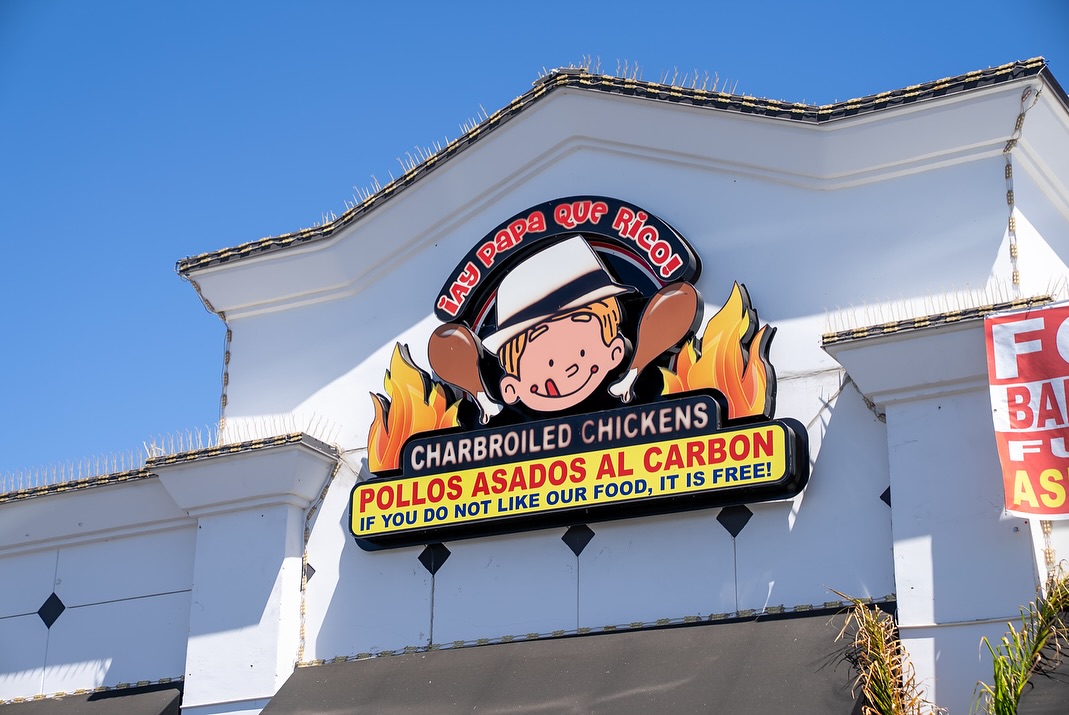 ¡AY PAPA QUE RICO!
CHARBROILED CHICKENS
POLLOS ASADOS AL CARBON
IF YOU DO NOT LIKE OUR FOOD, IT IS FREE!